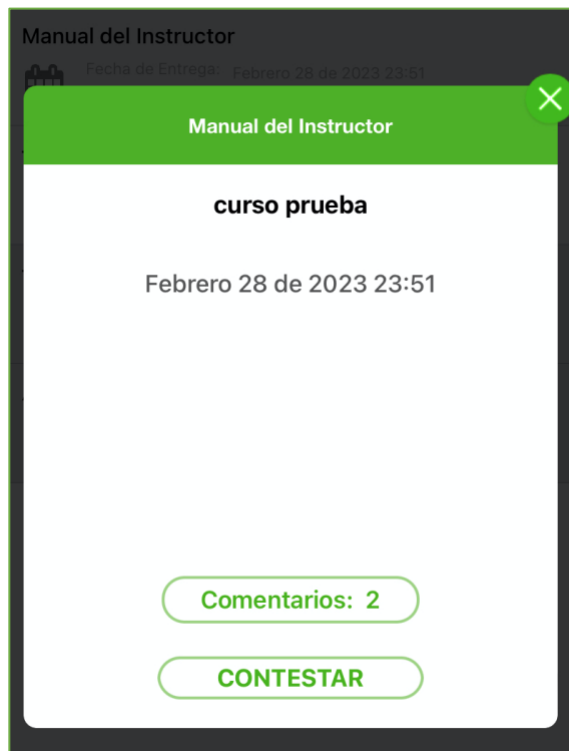 Manual del Instructor
Fecha de Entrega: Febrero 28 de 2023 23:51
Manual del Instructor
curso prueba
Febrero 28 de 2023 23:51
Comentarios: 2
CONTESTAR